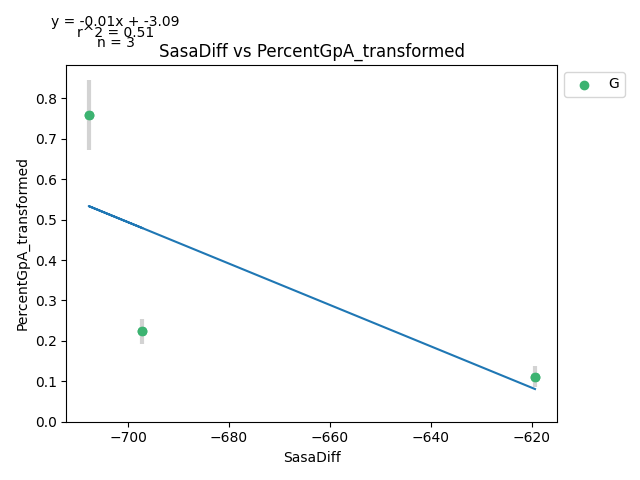 y = -0.01x + -3.09
r^2 = 0.51
n = 3
SasaDiff vs PercentGpA_transformed
G
PercentGpA_transformed
0.8
0.7
0.6
0.5
0.4
0.3
0.2
0.1
0.0
−700
−680
−660
−640
−620
SasaDiff